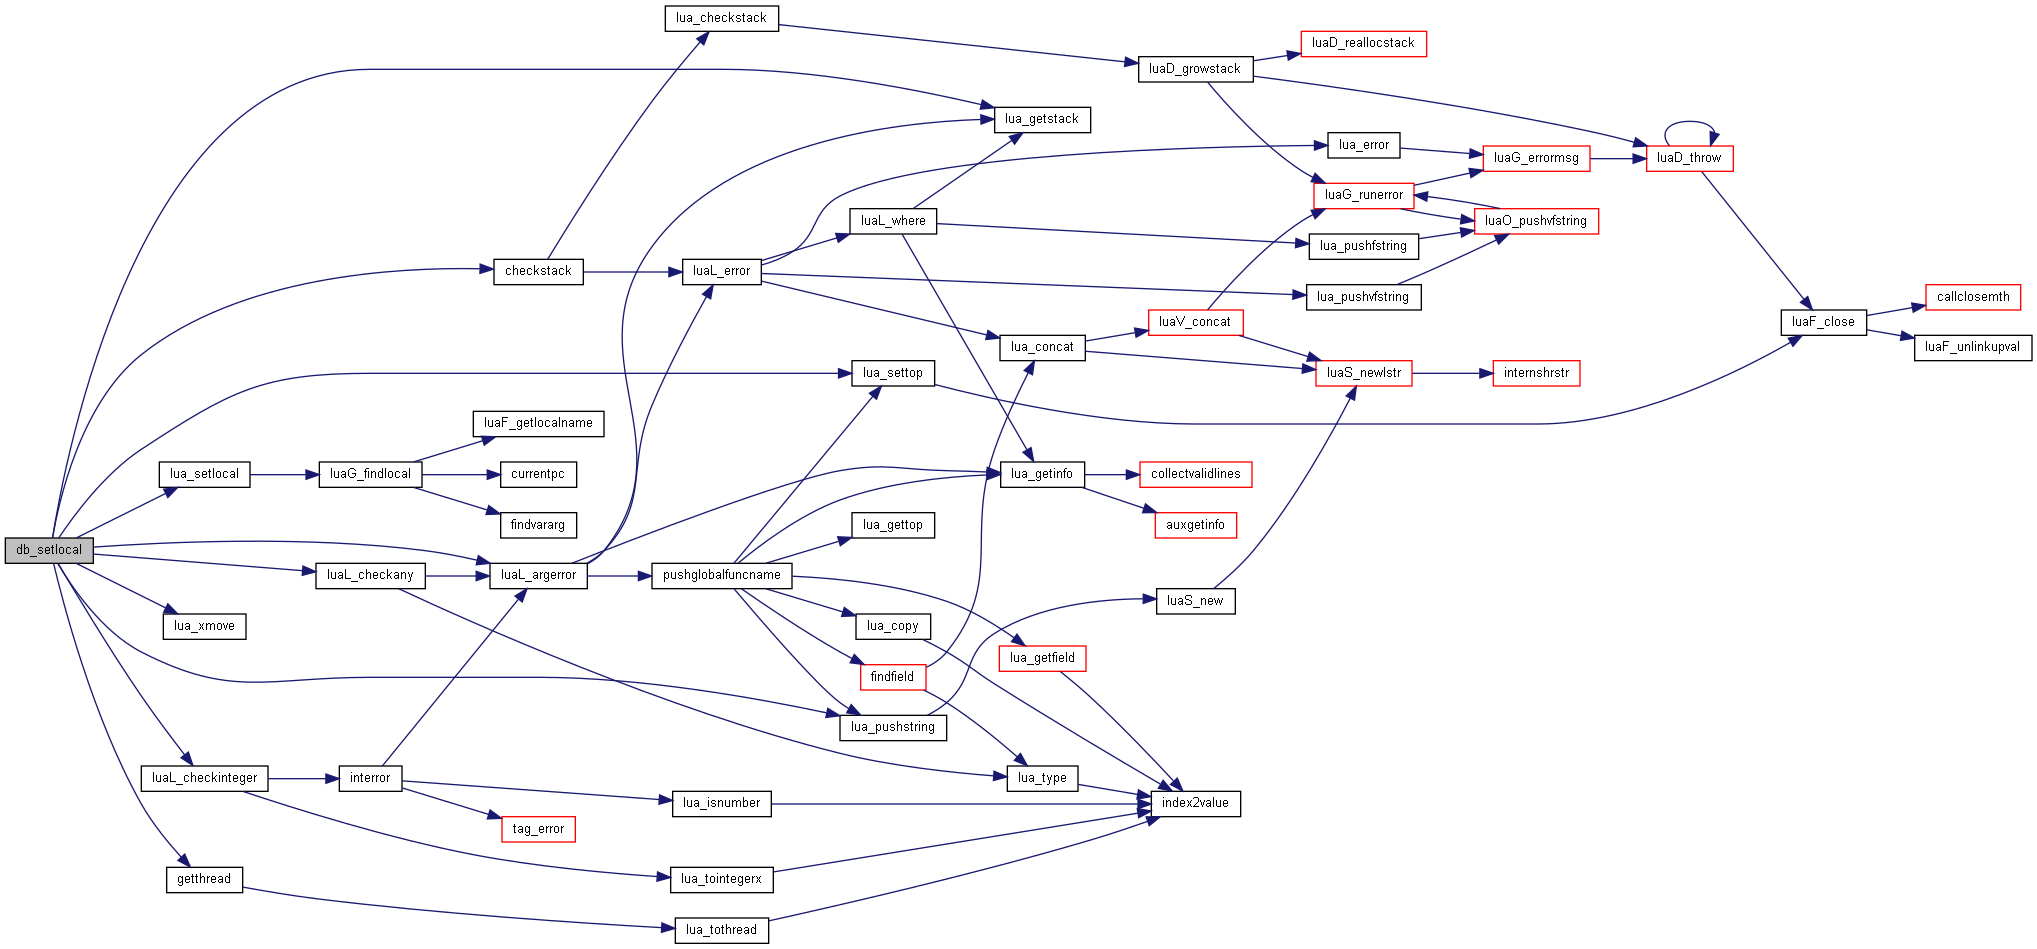 lua_checkstack
luaD_reallocstack
luaD_growstack
lua_getstack
lua_error
luaG_errormsg
luaD_throw
luaG_runerror
luaL_where
luaO_pushvfstring
lua_pushfstring
checkstack
luaL_error
lua_pushvfstring
callclosemth
luaV_concat
luaF_close
lua_concat
luaF_unlinkupval
lua_settop
luaS_newlstr
internshrstr
luaF_getlocalname
lua_setlocal
luaG_findlocal
currentpc
lua_getinfo
collectvalidlines
findvararg
lua_gettop
auxgetinfo
db_setlocal
luaL_checkany
luaL_argerror
pushglobalfuncname
luaS_new
lua_xmove
lua_copy
lua_getfield
findfield
lua_pushstring
luaL_checkinteger
interror
lua_type
lua_isnumber
index2value
tag_error
getthread
lua_tointegerx
lua_tothread